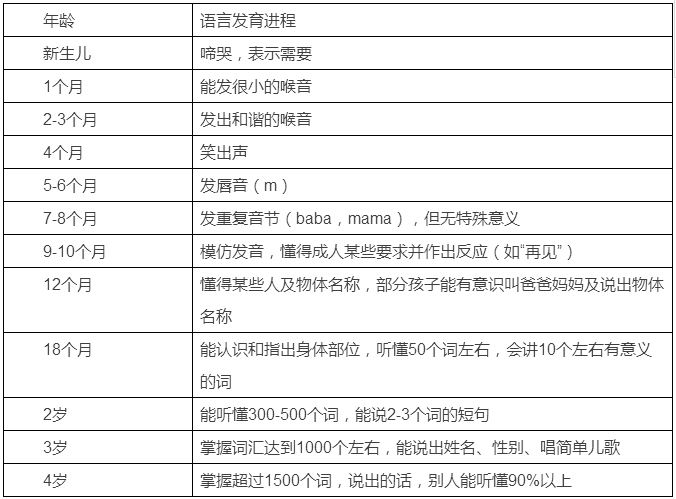 年龄 语言发育进程
新生儿 啼哭，表示需要
1个月 能发很小的喉音
2-3个月 发出和谐的喉音
4个月 笑出声
5-6个月 发唇音（m）
7-8个月 发重复音节（baba，mama），但无特殊意义
9-10个月 模仿发音，懂得成人某些要求并作出反应（如“再见”）
12个月 懂得某些人及物体名称，部分孩子能有意识叫爸爸妈妈及说出物体
名称
18个月 能认识和指出身体部位，听懂50个词左右，会讲10个左右有意义
的词
2岁 能听懂300-500个词，能说2-3个词的短句
3岁 掌握词汇达到1000个左右，能说出姓名、性别、唱简单儿歌
4岁 掌握超过1500个词，说出的话，别人能听懂90%以上